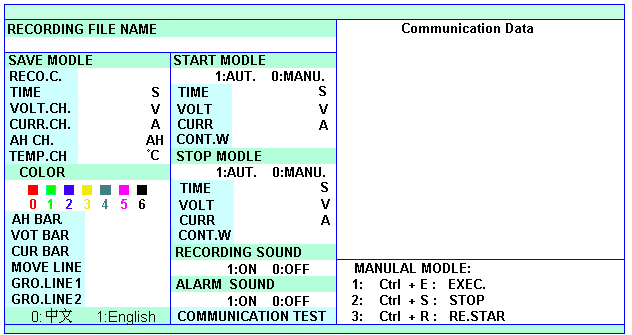 RECORDING FILE NAME
SAVE MODLE
RECO.C.
TIME S
VOLT.CH. V
CURR.CH. A
AH CH. AH
TEMP.CH °C
COLOR
0 1 2 3 4 5 6
AH BAR
VOT BAR
CUR BAR
MOVE LINE
GRO.LINE1
GRO.LINE2
0: 中文 1:English
START MODLE
1:AUT. 0:MANU.
TIME S
VOLT V
CURR A
CONT.W
STOP MODLE
1:AUT. 0:MANU.
TIME S
VOLT V
CURR A
CONT.W
RECORDING SOUND
1:ON 0:OFF
ALARM SOUND
1:ON 0:OFF
COMMUNICATION TEST
Communication Data
MANULAL MODLE:
1: Ctrl + E : EXEC.
2: Ctrl + S : STOP
3: Ctrl + R : RE.STAR